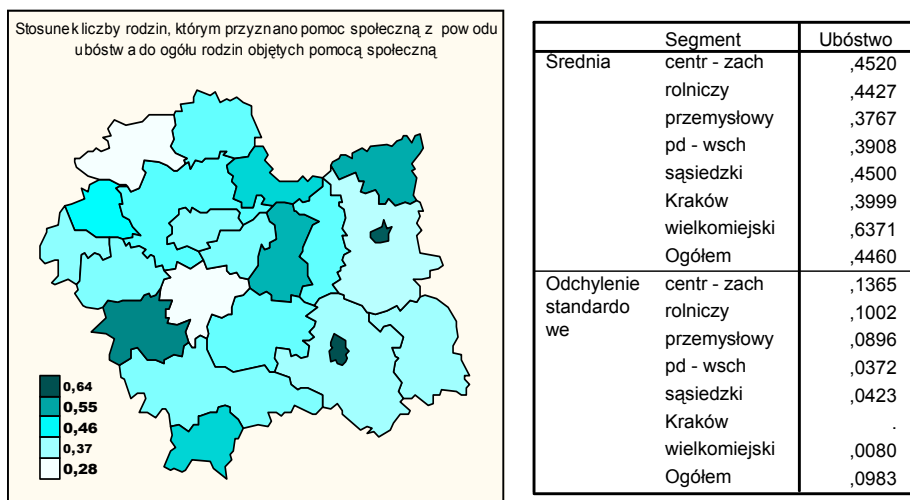 Stosunek liczby rodzin, którym przyznano pomoc społeczną z pow odu
ubóstw a do ogółu rodzin objętych pomocą społeczną
0,64
0,55
0,46
0,37
0,28
Segment Ubóstwo
Średnia centr - zach ,4520
rolniczy ,4427
przemysłowy ,3767
pd - wsch ,3908
sąsiedzki ,4500
Kraków ,3999
wielkomiejski ,6371
Ogółem ,4460
Odchylenie centr - zach ,1365
standardo rolniczy ,1002
we przemysłowy ,0896
pd - wsch ,0372
sąsiedzki ,0423
Kraków .
wielkomiejski ,0080
Ogółem ,0983